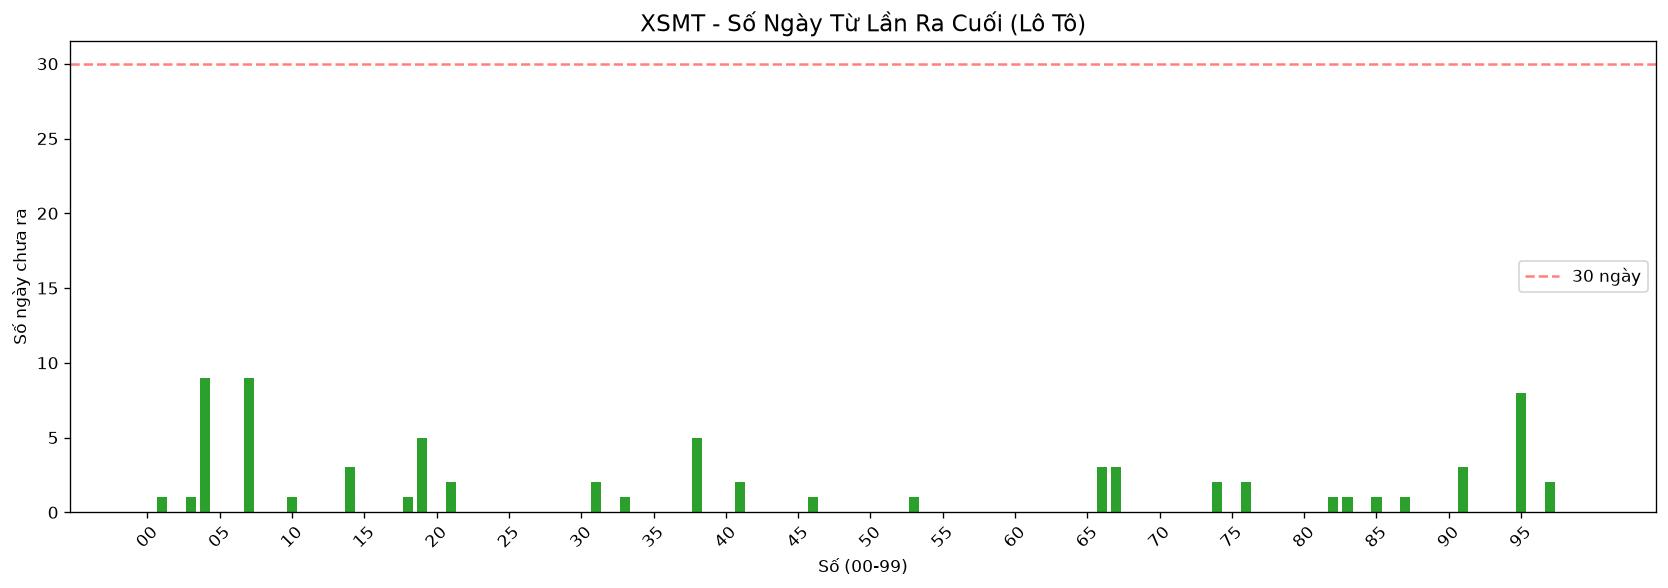 XSMT - Số Ngày Từ Lần Ra Cuối (Lô Tô)
Số ngày chưa ra
30
25
20
15
10
5
0
30 ngày
00 05 10 15 20 25 30 35 40 45 50 55 60 65 70 75 80 85 90 95
Số (00-99)